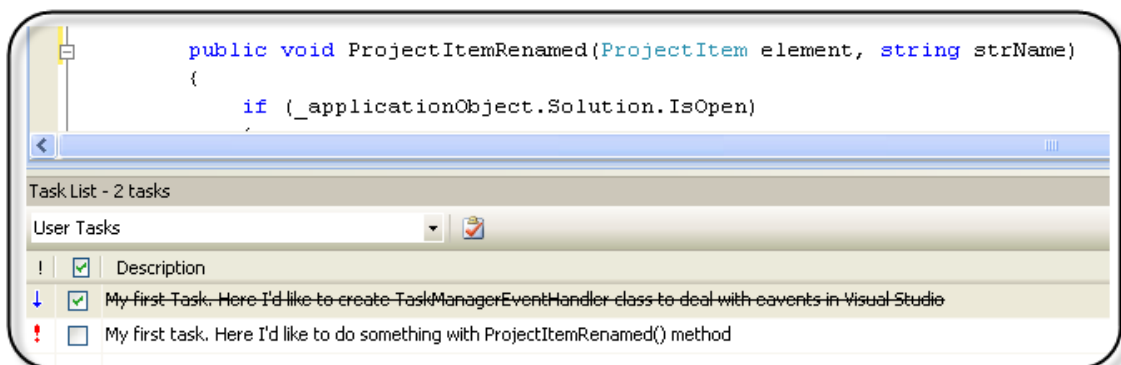 public void ProjectItemRenamed(ProjectItem element, string strName)
{
if (_applicationObject.Solution.IsOpen)
Task List - 2 tasks
User Tasks
! Description
My first Task. Here I'd like to create TaskManagerEventHandler class to deal with eavents in Visual Studio
! My first task. Here I'd like to do something with ProjectItemRenamed() method